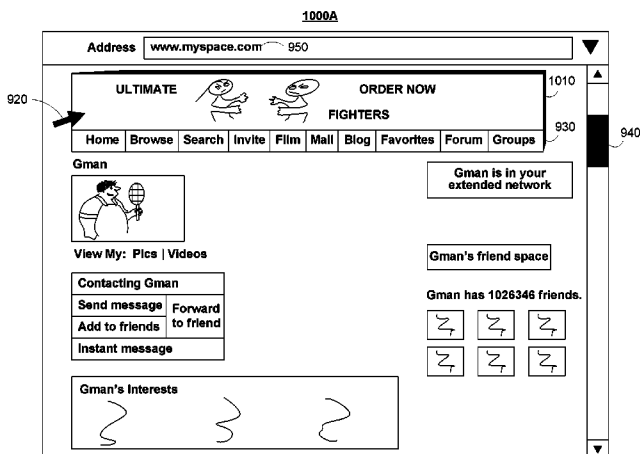 1000A
Address www.myspace.com 950
ULTIMATE ORDER NOW 1010
FIGHTERS
920
Home Browse Search Invite Film Mail Blog Favorites Forum Groups 930
940
Gman
Gman is in your
extended network
View My: Pics | Videos
Gman's friend space
Contacting Gman
Send message Forward
Add to friends to friend
Instant message
Gman has 1026346 friends.
Gman's Interests